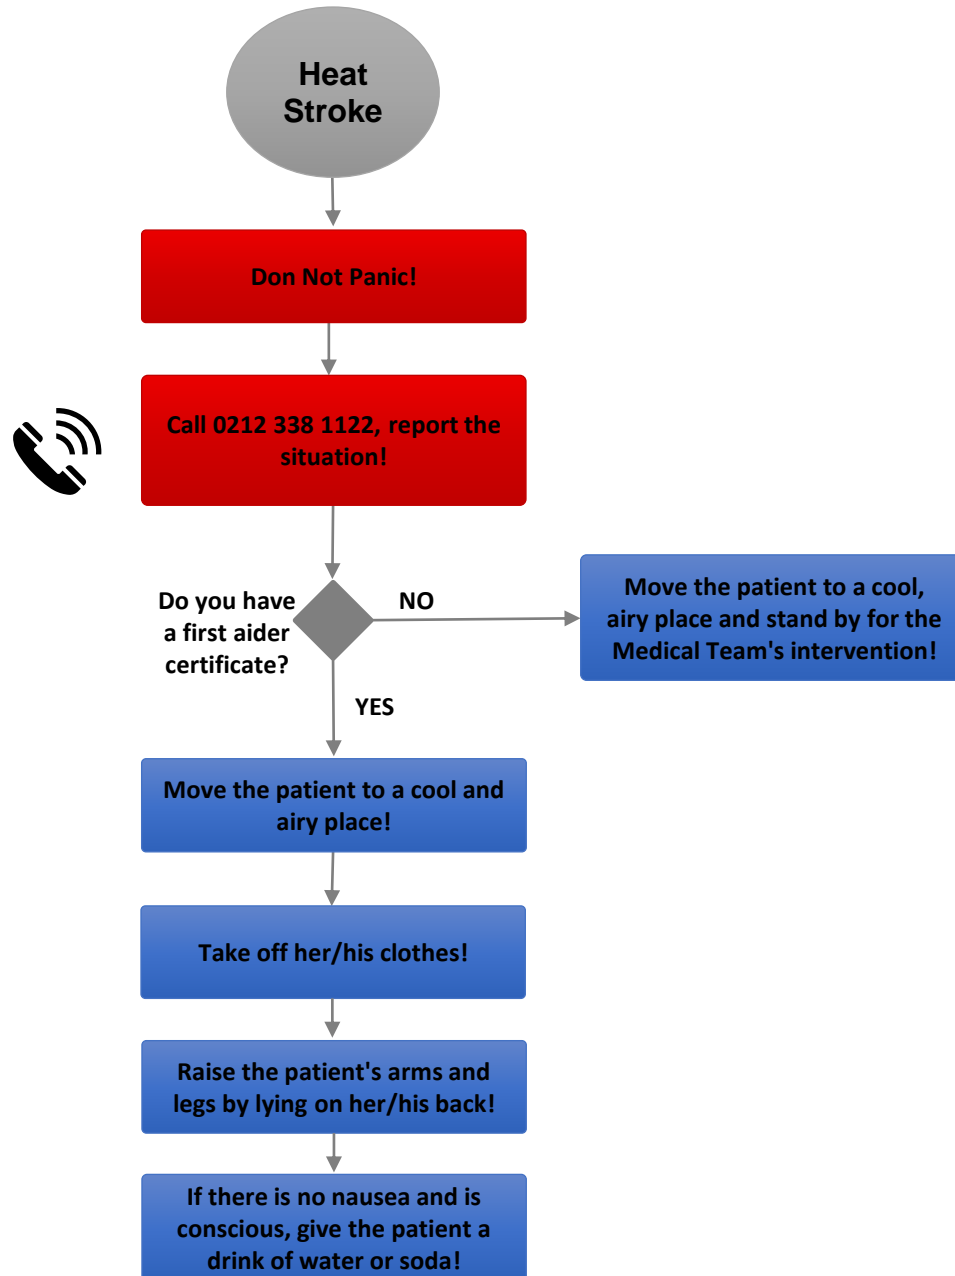 Heat
Stroke
Don Not Panic!
Call 0212 338 1122, report the
situation!
Do you have
a first aider
certificate?
NO
Move the patient to a cool,
airy place and stand by for the
Medical Team's intervention!
YES
Move the patient to a cool and
airy place!
Take off her/his clothes!
Raise the patient's arms and
legs by lying on her/his back!
If there is no nausea and is
conscious, give the patient a
drink of water or soda!